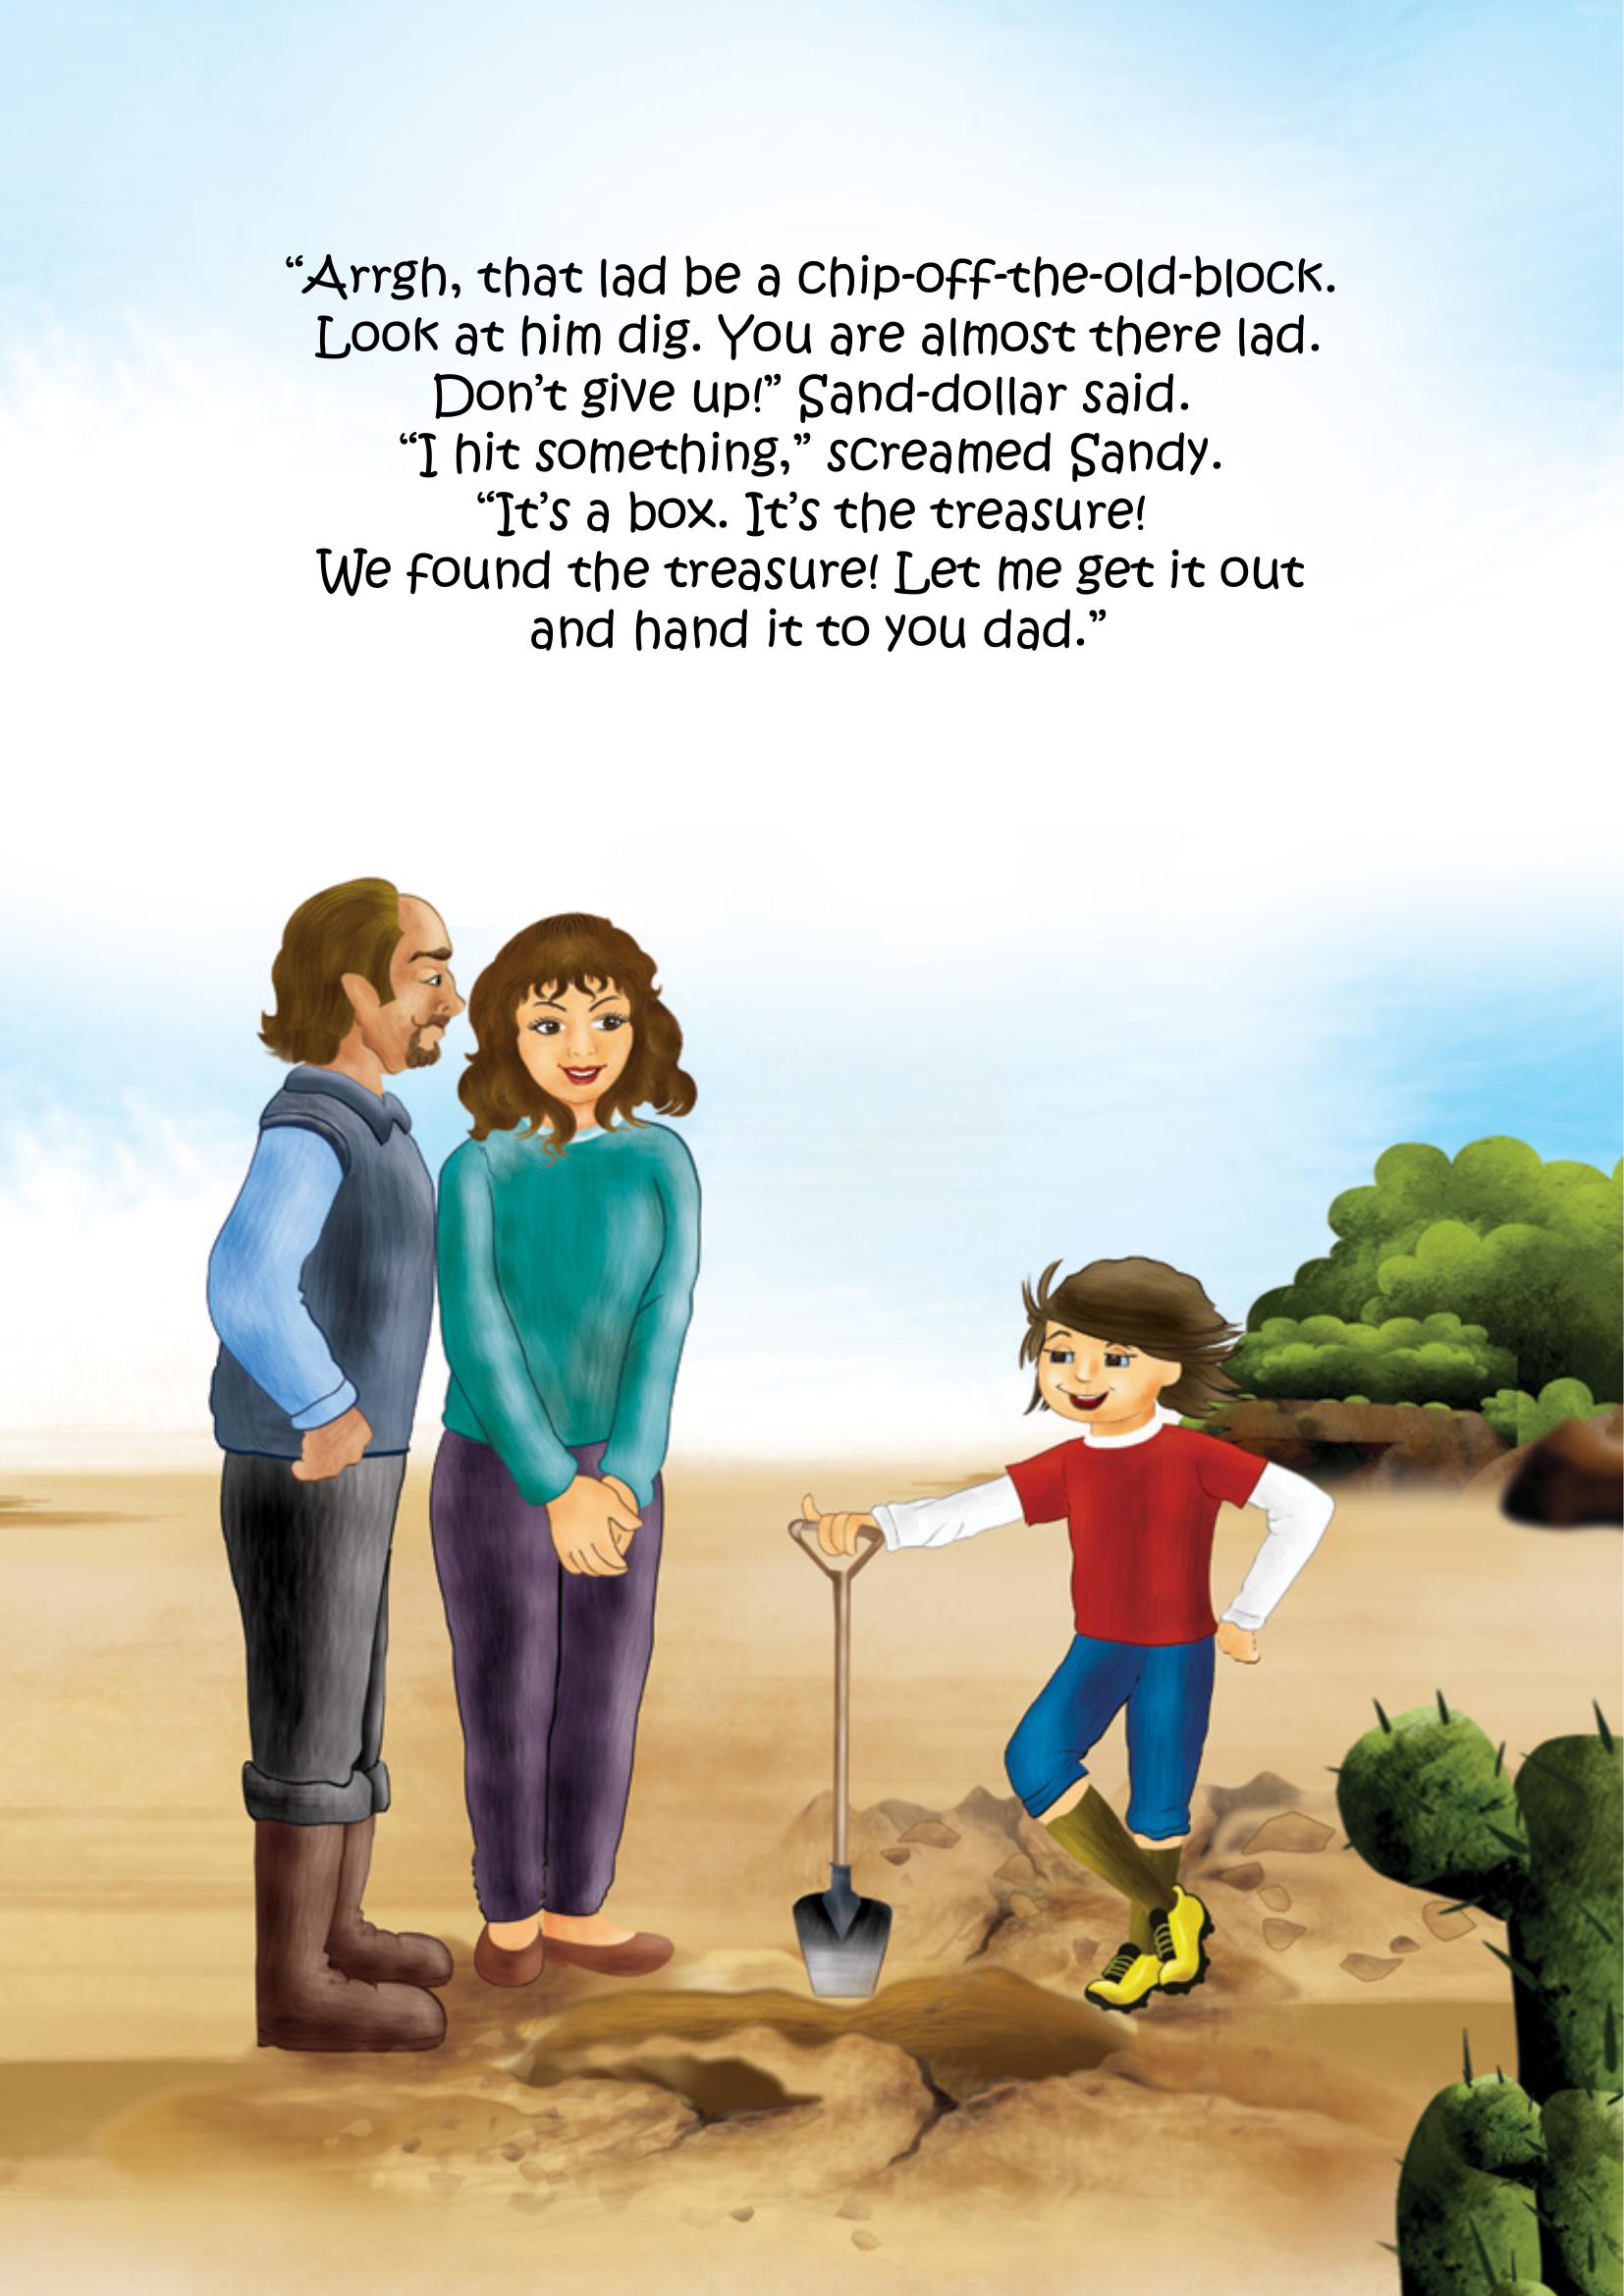 “Arrgh, that lad be a chip-off-the-old-block.
Look at him dig. You are almost there lad.
Don’t give up!” Sand-dollar said.
“I hit something,” screamed Sandy.
“It’s a box. It’s the treasure!
We found the treasure! Let me get it out
and hand it to you dad.”